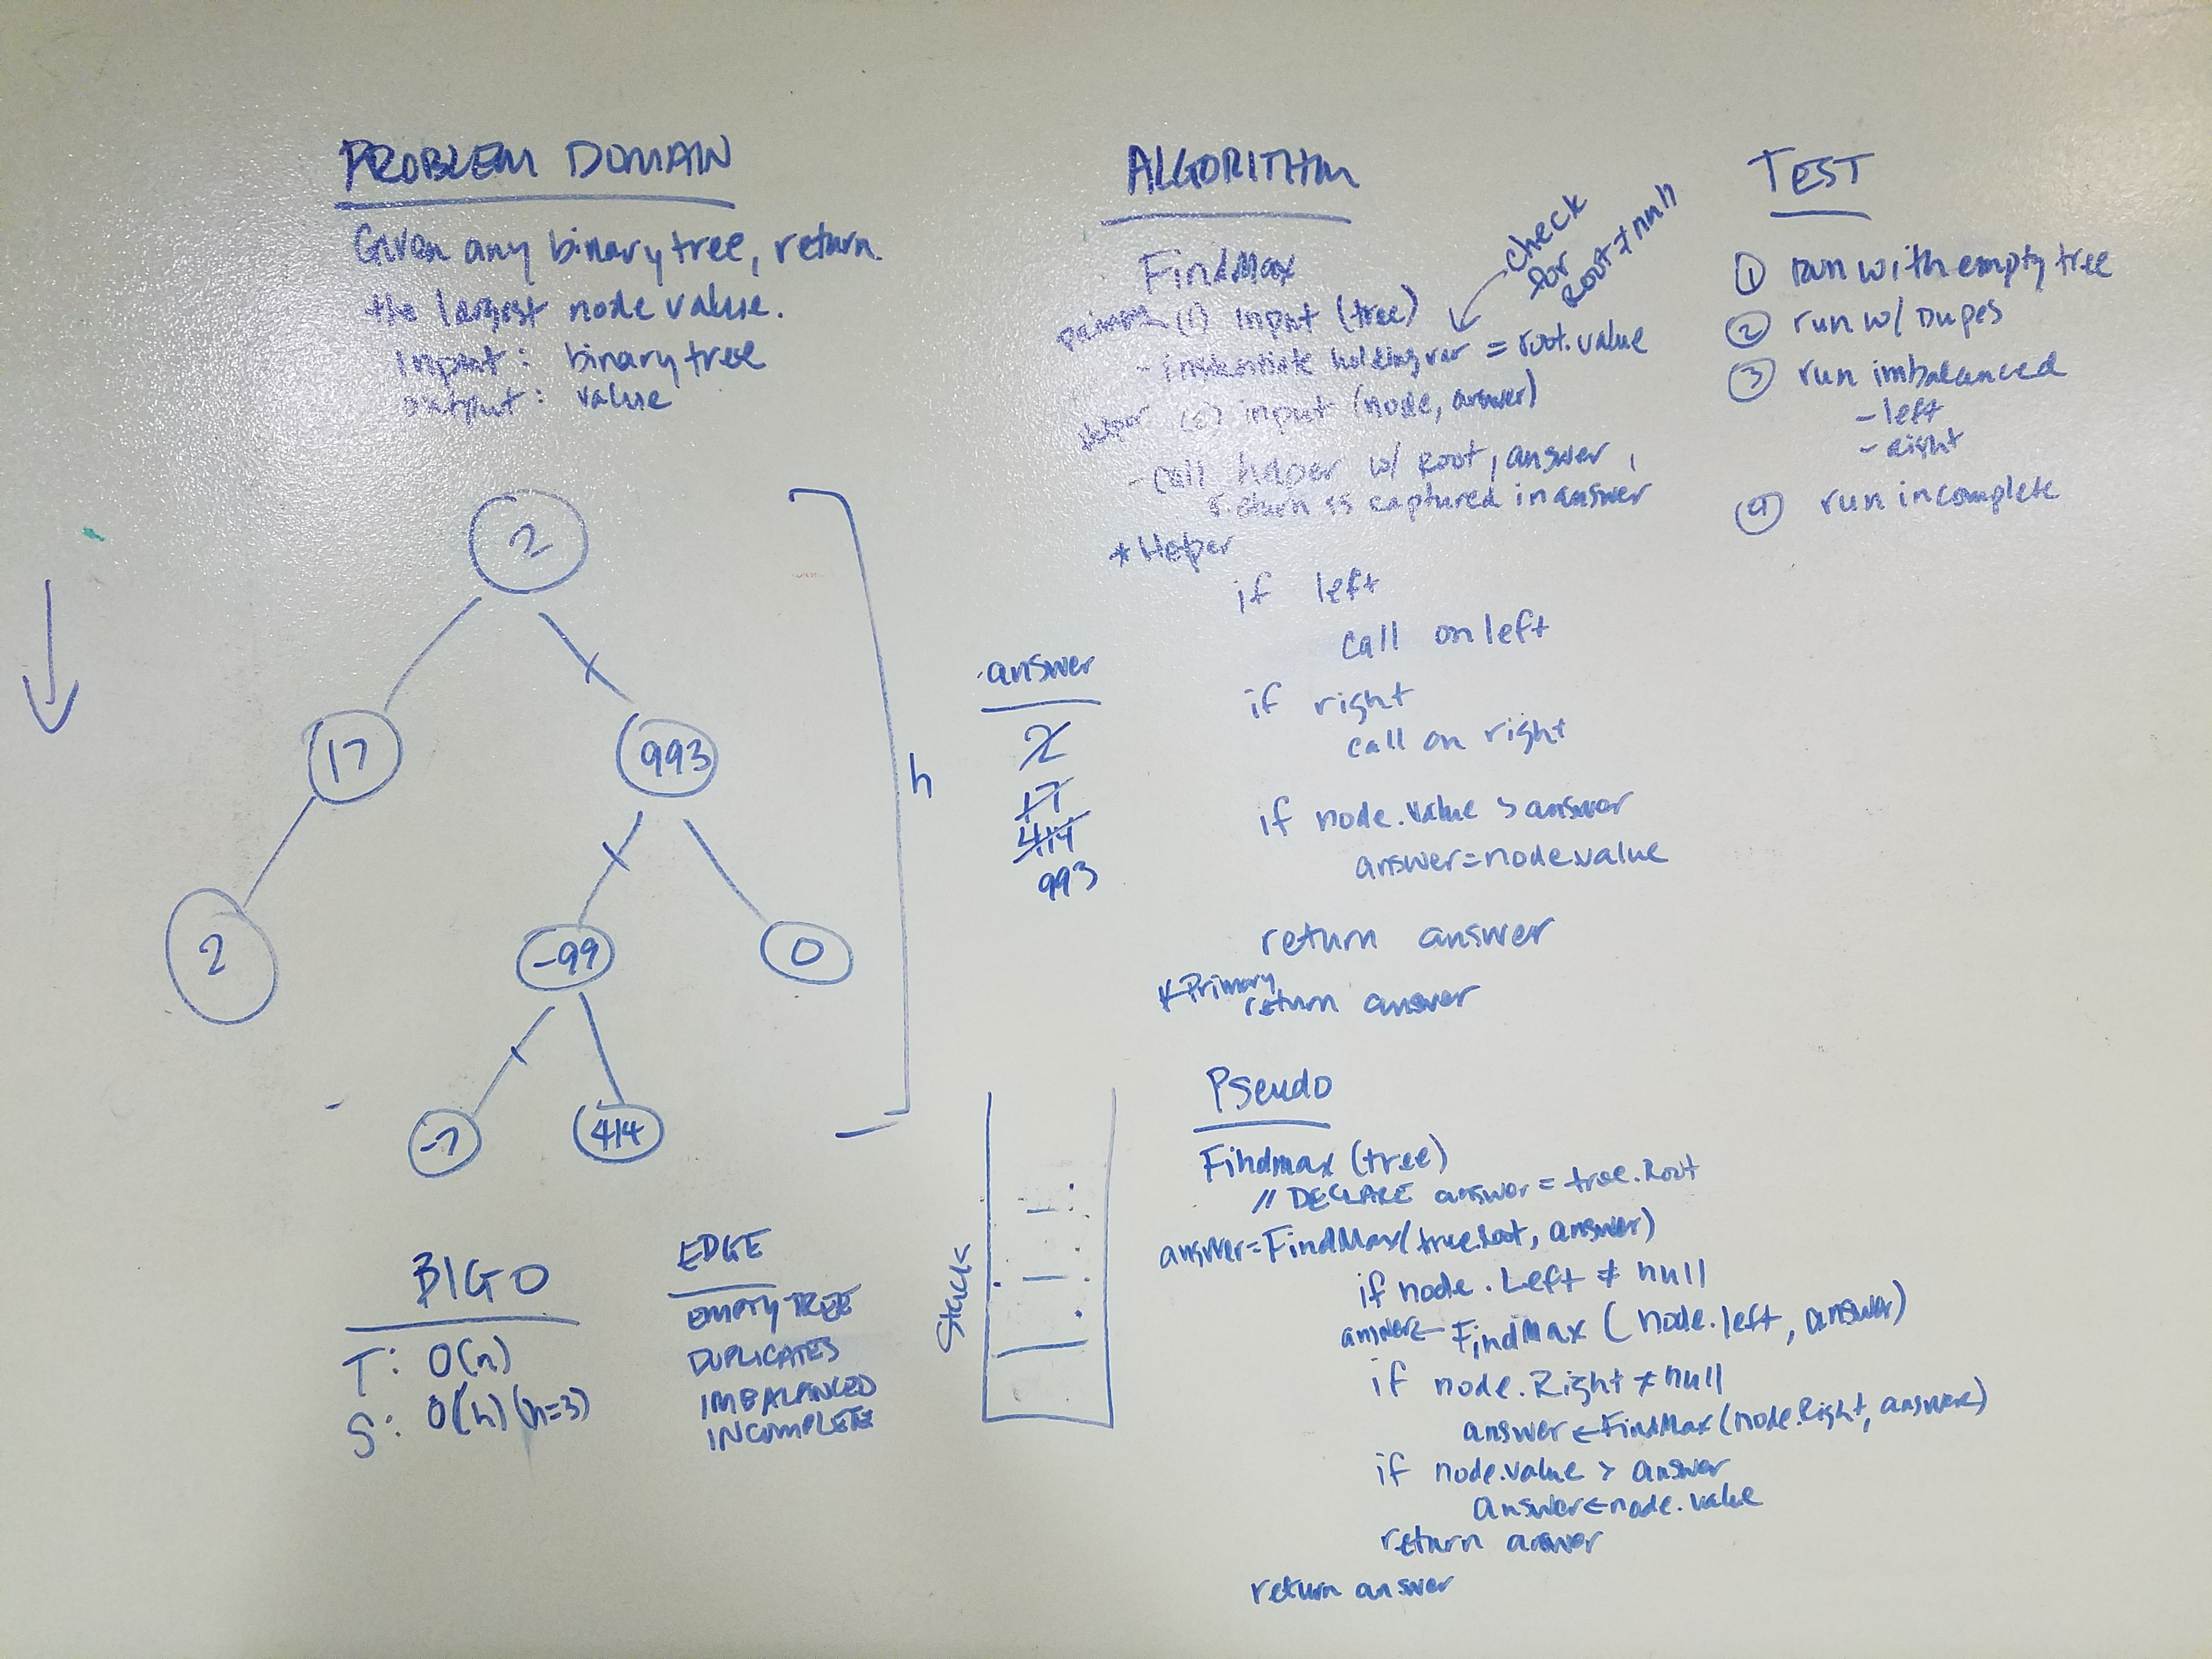 PROBLEM DOMAIN
Given any binary tree, return
the largest node value.
Input: binary tree
output: value
2
17
993
2
-99
0
-7
414
h
BIG O
T: O(n)
S: O(h) (h=3)
EDGE
EMPTY TREE
DUPLICATES
IMBALANCED
INCOMPLETE
answer
2
17
414
993
Stack
ALGORITHM
FindMax
check
for
Root ≠ null
primary (1) input (tree)
- instantiate holding var = root.value
helper (2) input (node, answer)
- call helper w/ Root, answer,
return is captured in answer
* Helper
if left
call on left
if right
call on right
if node.value > answer
answer=node.value
return answer
* Primary
return answer
Pseudo
Findmax (tree)
// DECLARE answer = tree.Root
answer=FindMax(tree.Root, answer)
if node.Left ≠ null
answer← FindMax (node.left, answer)
if node.Right ≠ null
answer ← FindMax(node.Right, answer)
if node.value > answer
answer←node.value
return answer
return answer
TEST
① run with empty tree
② run w/ Dupes
③ run imbalanced
- left
- Right
④ run incomplete